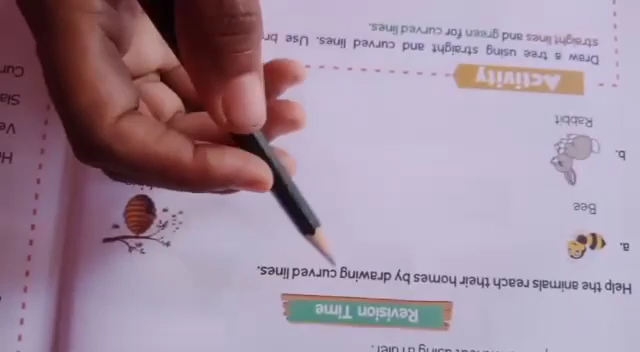 Revision Time
Help the animals reach their homes by drawing curved lines.
a.
Bee
b.
Rabbit
Activity
Draw a tree using straight and curved lines. Use
straight lines and green for curved lines.